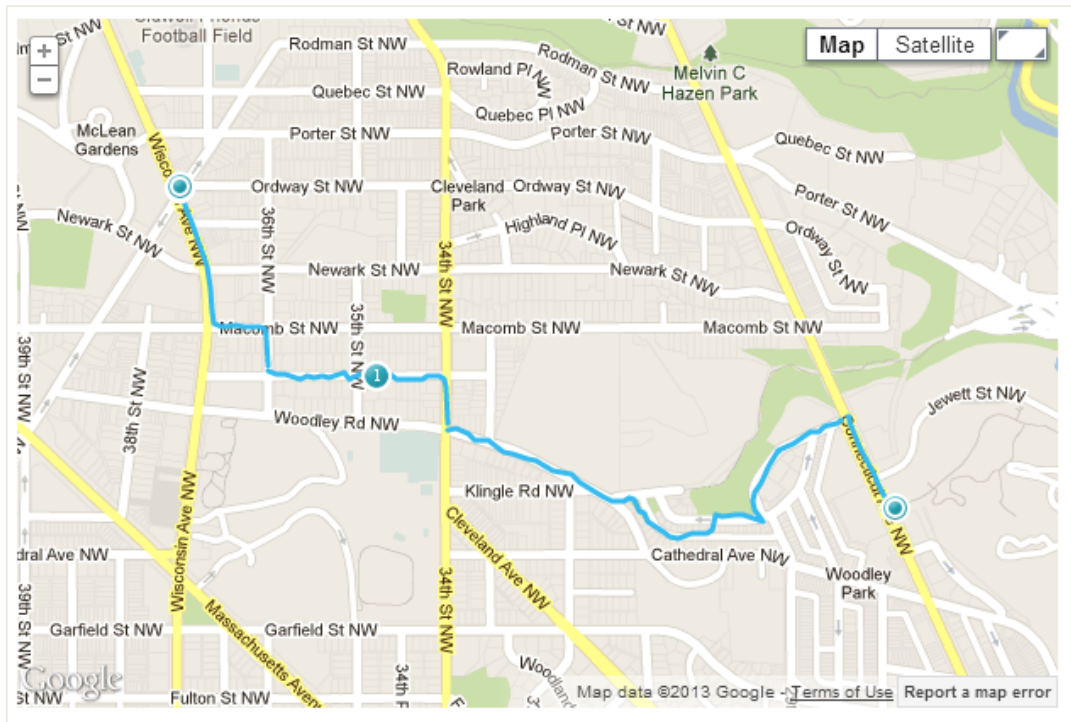 Football Field
Rodman St NW
Rodman St NW
Map
Satellite
+
−
Rowland Pl NW
Melvin C
Hazen Park
Quebec St NW
Quebec Pl NW
McLean
Gardens
Porter St NW
Porter St NW
Quebec St NW
Ordway St NW
Cleveland
Park
Ordway St NW
Porter St NW
Newark St NW
36th St NW
Highland Pl NW
Ordway St NW
34th St NW
Newark St NW
Newark St NW
35th St NW
Macomb St NW
Macomb St NW
Macomb St NW
39th St NW
1
38th St NW
Woodley Rd NW
Jewett St NW
Klingle Rd NW
Wisconsin Ave NW
Cleveland Ave NW
Cathedral Ave NW
dral Ave NW
Woodley
Park
39th St NW
34th St NW
Garfield St NW
Garfield St NW
Google
St NW
Fulton St NW
Map data ©2013 Google - Terms of Use
Report a map error